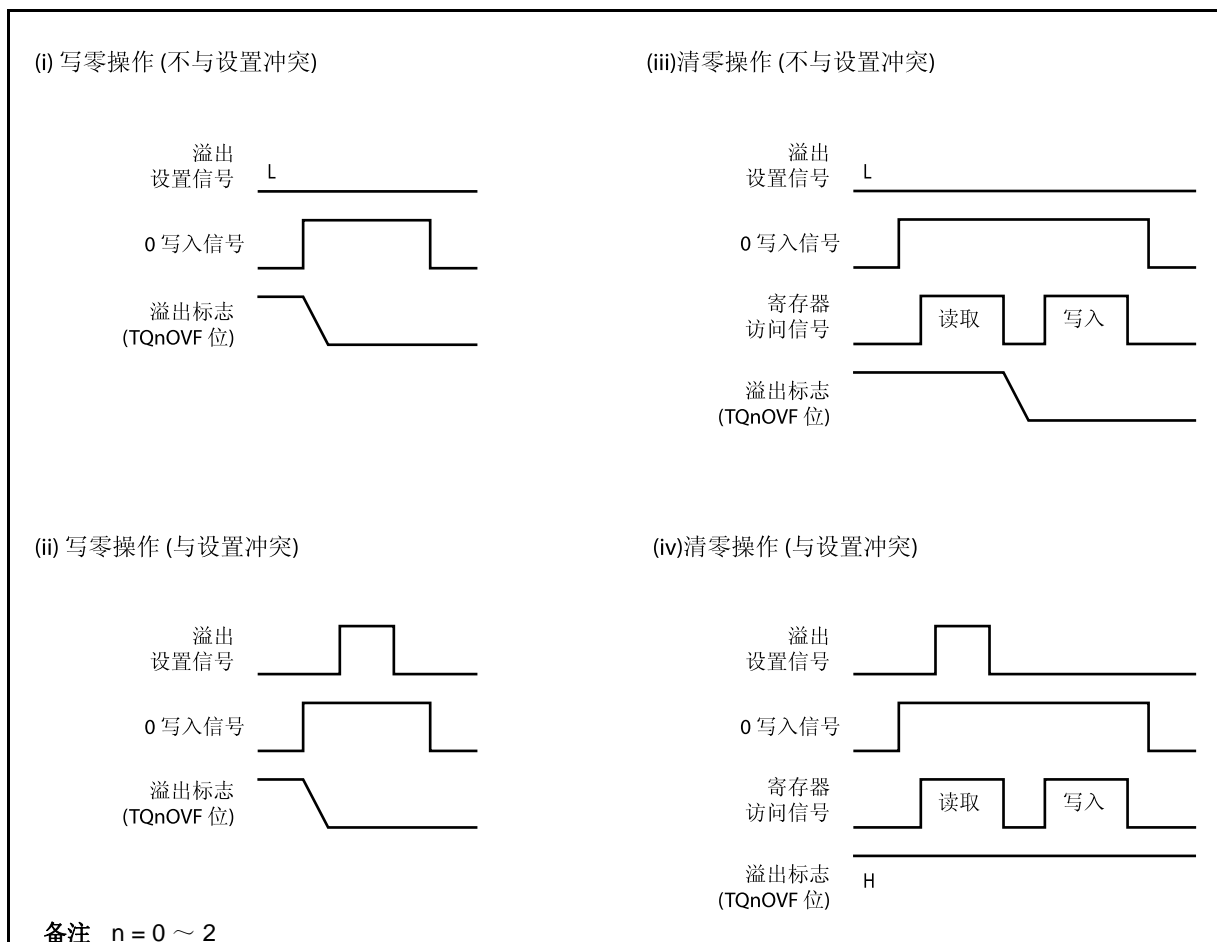 (i) 写零操作 (不与设置冲突)
溢出
设置信号
L
0 写入信号
溢出标志
(TQnOVF 位)
(iii)清零操作 (不与设置冲突)
溢出
设置信号
L
0 写入信号
寄存器
访问信号
读取
写入
溢出标志
(TQnOVF 位)
(ii) 写零操作 (与设置冲突)
溢出
设置信号
0 写入信号
溢出标志
(TQnOVF 位)
(iv)清零操作 (与设置冲突)
溢出
设置信号
0 写入信号
寄存器
访问信号
读取
写入
溢出标志
(TQnOVF 位)
H
备注 n = 0 ～ 2